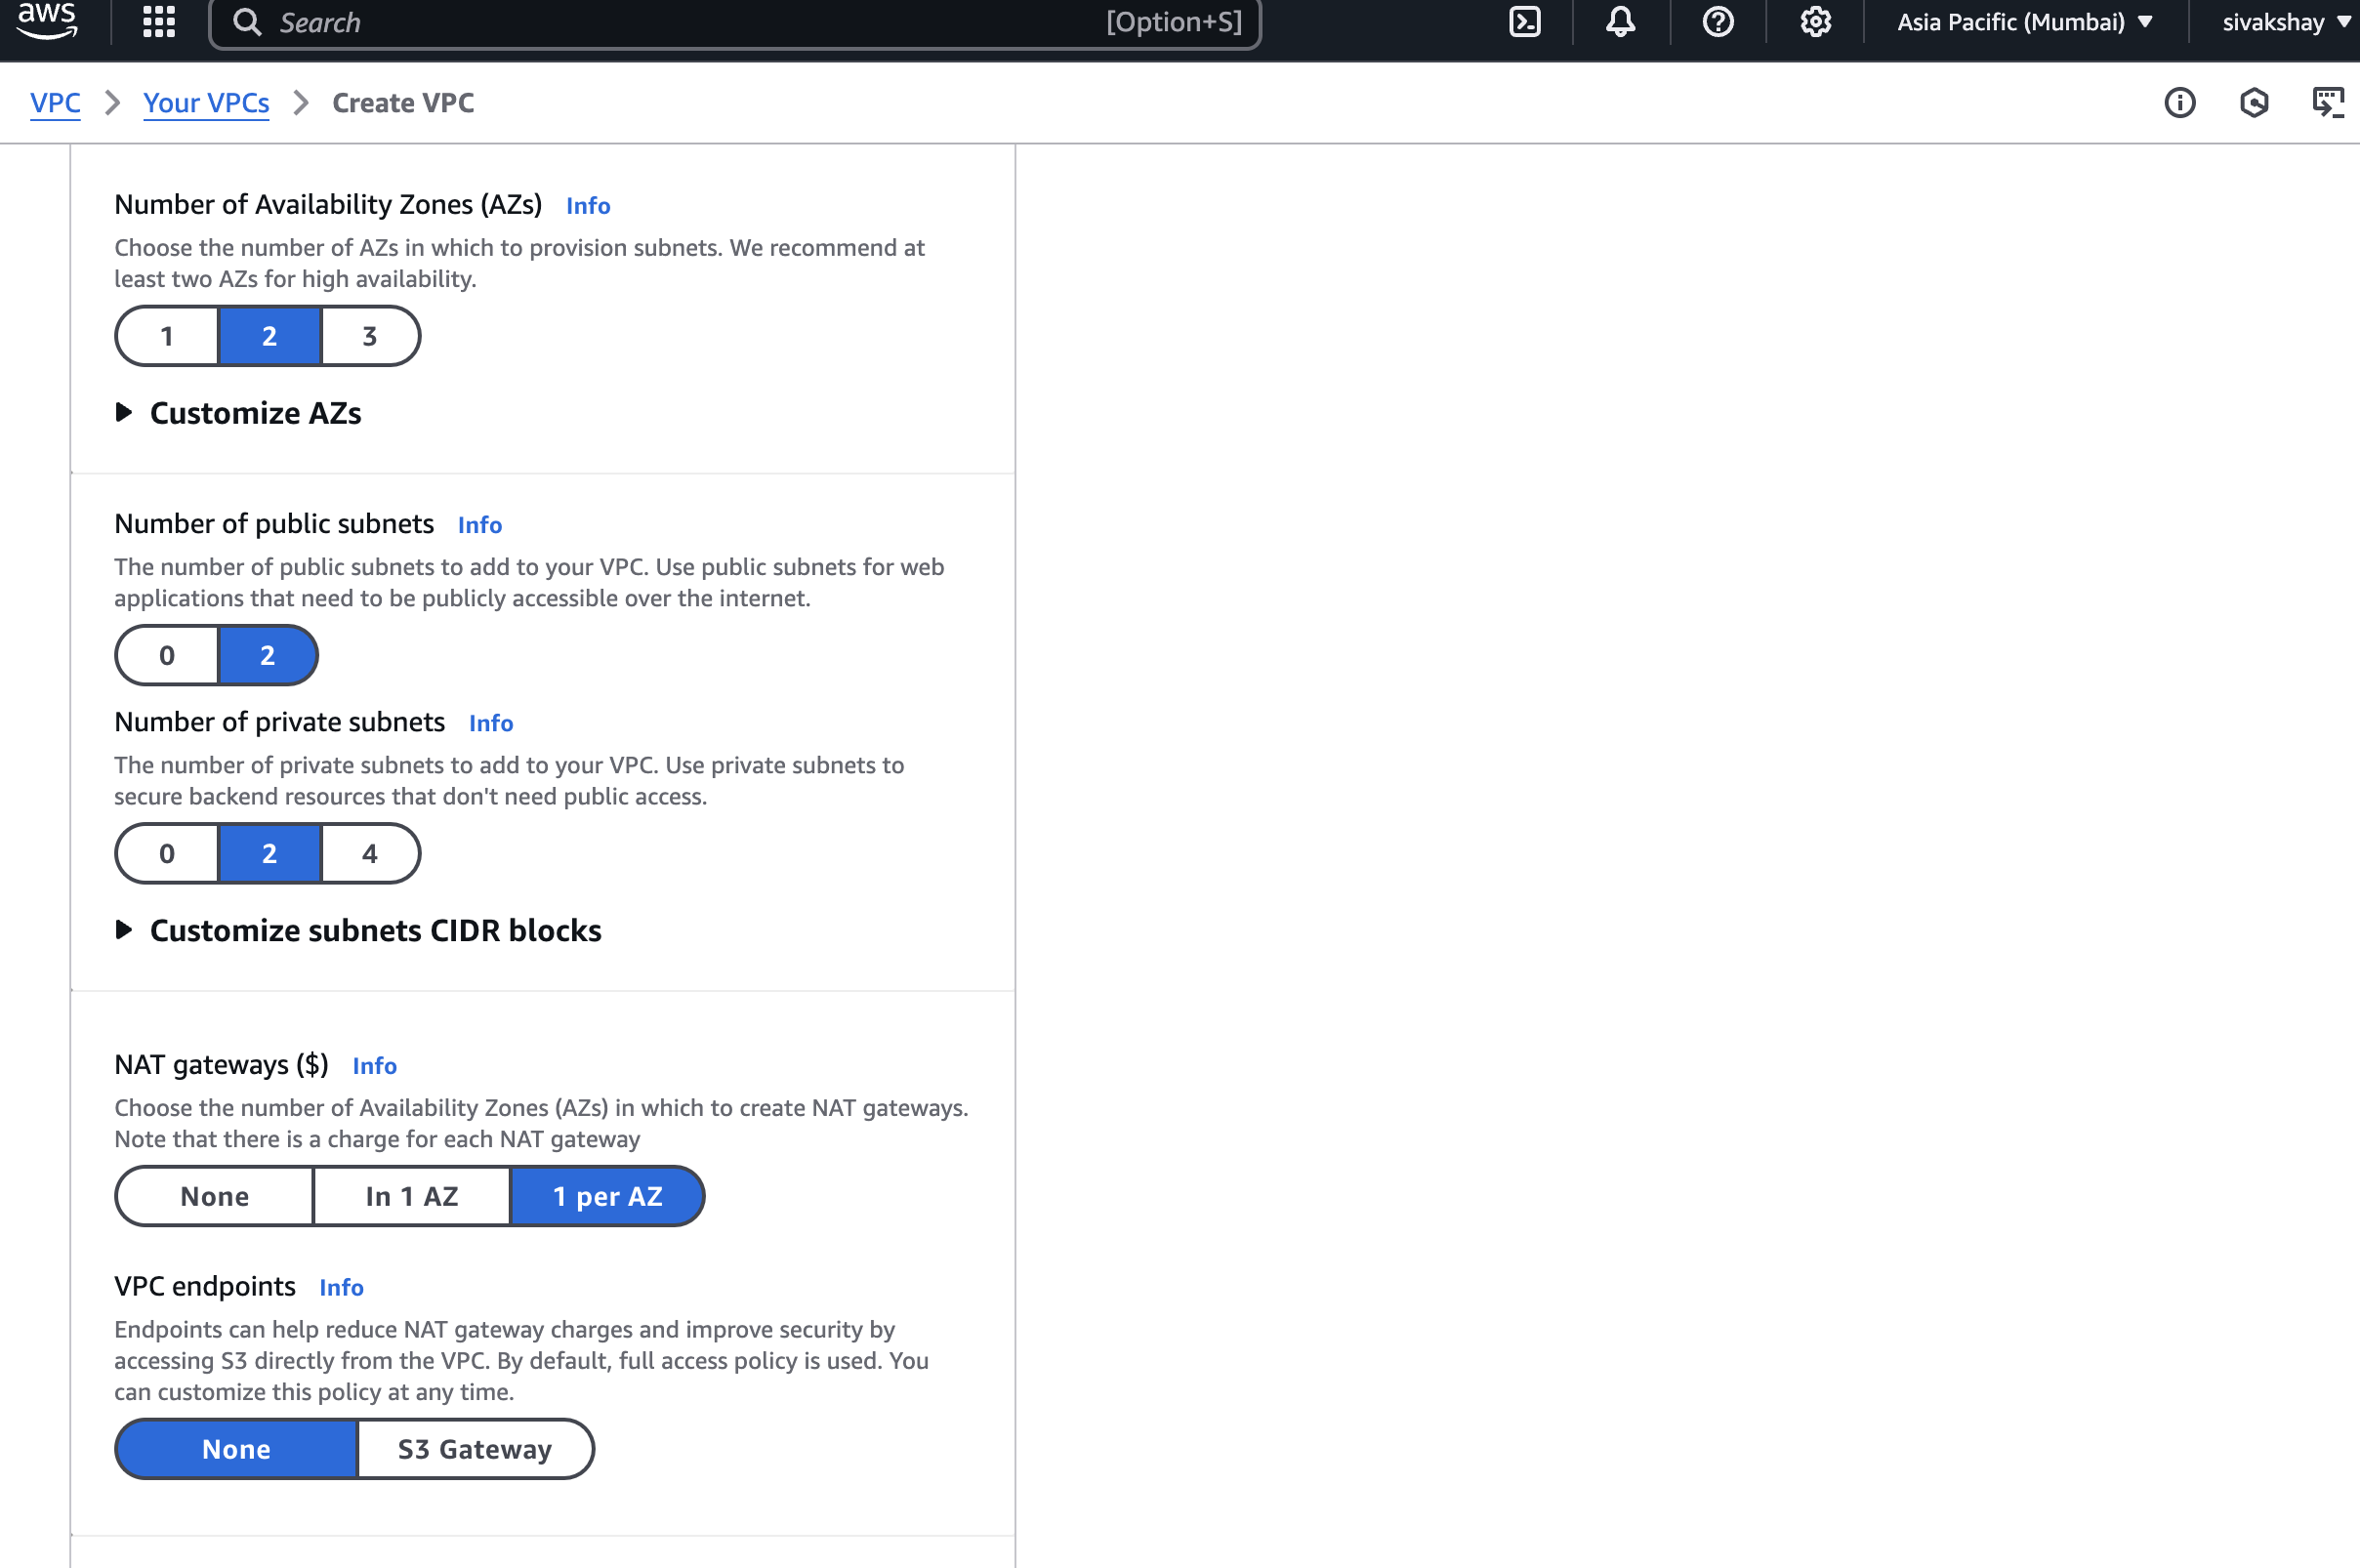 aws
Search [Option+S]
Asia Pacific (Mumbai) sivakshay
VPC Your VPCs Create VPC
Number of Availability Zones (AZs) Info
Choose the number of AZs in which to provision subnets. We recommend at
least two AZs for high availability.
1 2 3
Customize AZs
Number of public subnets Info
The number of public subnets to add to your VPC. Use public subnets for web
applications that need to be publicly accessible over the internet.
0 2
Number of private subnets Info
The number of private subnets to add to your VPC. Use private subnets to
secure backend resources that don't need public access.
0 2 4
Customize subnets CIDR blocks
NAT gateways ($) Info
Choose the number of Availability Zones (AZs) in which to create NAT gateways.
Note that there is a charge for each NAT gateway
None In 1 AZ 1 per AZ
VPC endpoints Info
Endpoints can help reduce NAT gateway charges and improve security by
accessing S3 directly from the VPC. By default, full access policy is used. You
can customize this policy at any time.
None S3 Gateway